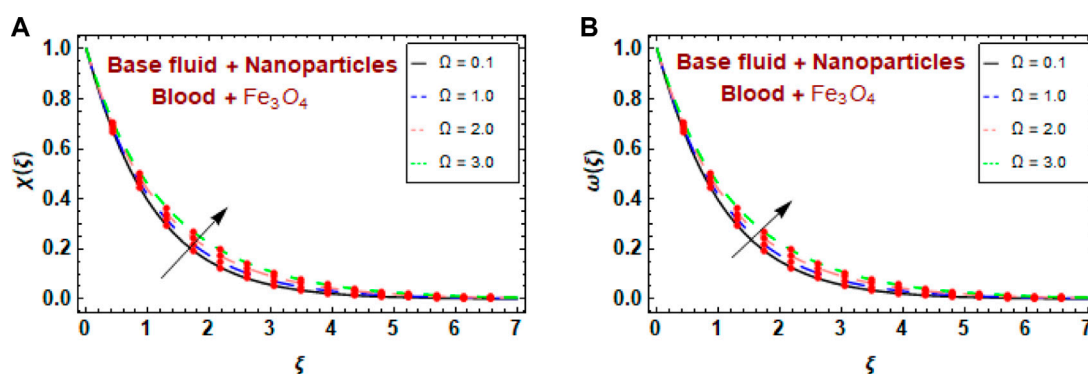 A
1.0
0.8
0.6
0.4
0.2
0.0
χ(ξ)
Base fluid + Nanoparticles
Blood + Fe₃O₄
Ω = 0.1
Ω = 1.0
Ω = 2.0
Ω = 3.0
0 1 2 3 4 5 6 7
ξ
B
1.0
0.8
0.6
0.4
0.2
0.0
ω(ξ)
Base fluid + Nanoparticles
Blood + Fe₃O₄
Ω = 0.1
Ω = 1.0
Ω = 2.0
Ω = 3.0
0 1 2 3 4 5 6 7
ξ